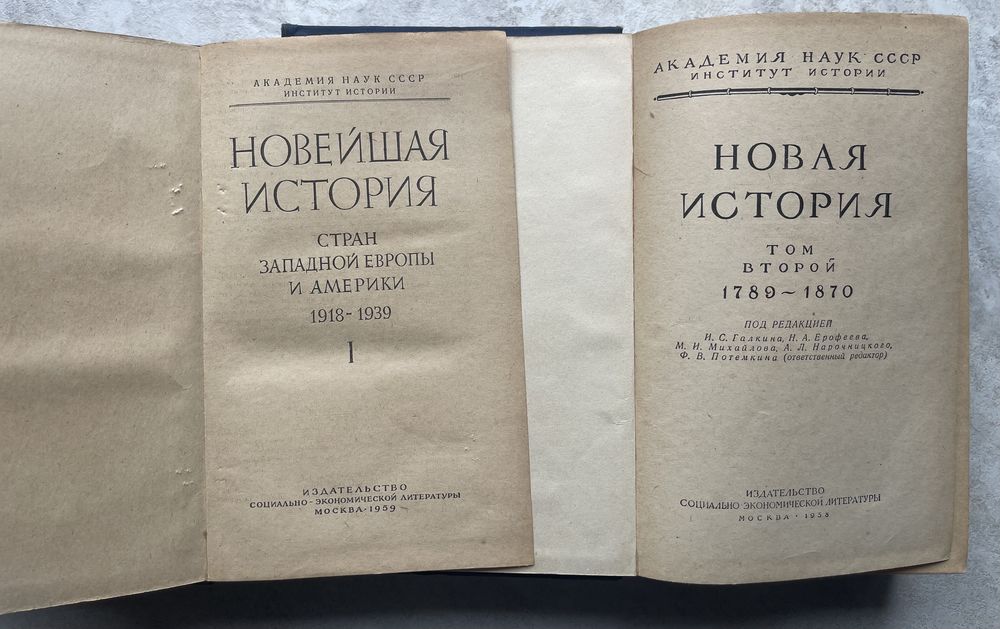 АКАДЕМИЯ НАУК СССР
ИНСТИТУТ ИСТОРИИ
НОВЕЙШАЯ
ИСТОРИЯ
СТРАН
ЗАПАДНОЙ ЕВРОПЫ
И АМЕРИКИ
1918-1939
I
ИЗДАТЕЛЬСТВО
СОЦИАЛЬНО-ЭКОНОМИЧЕСКОЙ ЛИТЕРАТУРЫ
МОСКВА-1959
АКАДЕМИЯ НАУК СССР
ИНСТИТУТ ИСТОРИИ
НОВАЯ
ИСТОРИЯ
ТОМ
ВТОРОЙ
1789~1870
ПОД РЕДАКЦИЕЙ
И. С. Галкина, Н. А. Ерофеева,
М. И. Михайлова, А. Л. Нарочницкого,
Ф. В. Потемкина (ответственный редактор)
ИЗДАТЕЛЬСТВО
СОЦИАЛЬНО ЭКОНОМИЧЕСКОЙ ЛИТЕРАТУРЫ
МОСКВА · 1958